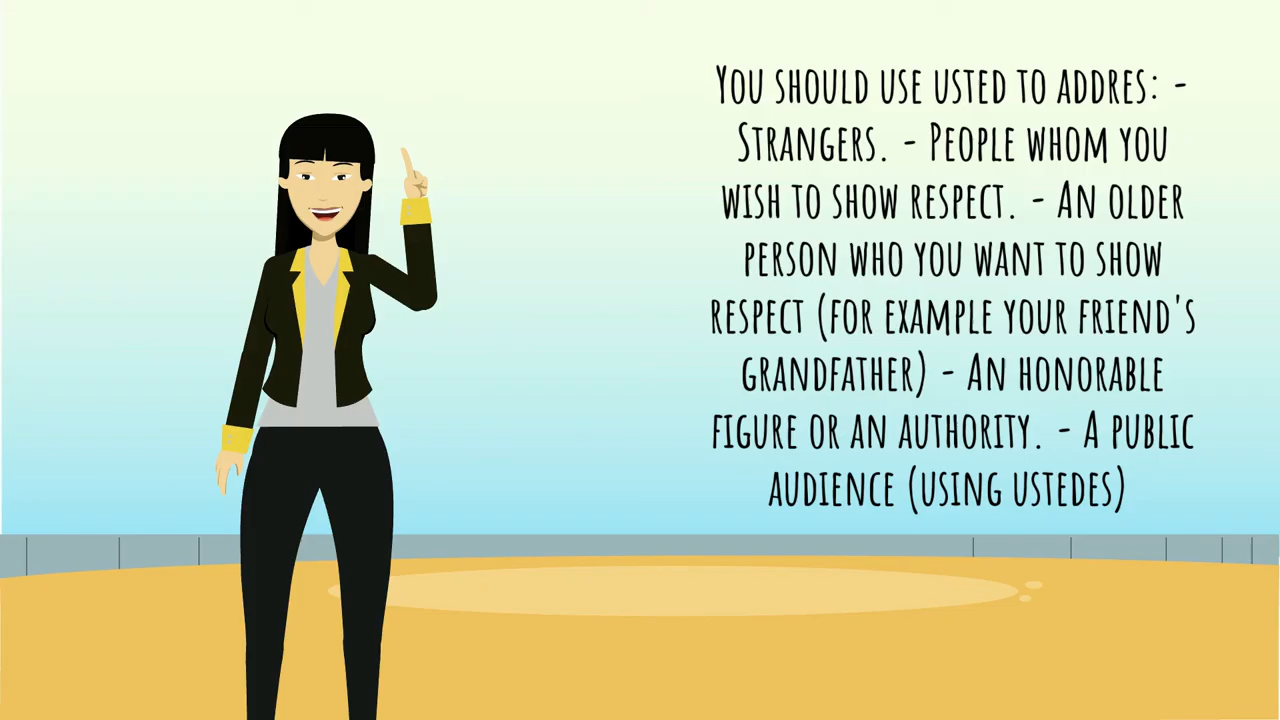 You should use usted to addres: -
Strangers. - People whom you
wish to show respect. - An older
person who you want to show
respect (for example your friend's
grandfather) - An honorable
figure or an authority. - A public
audience (using ustedes)